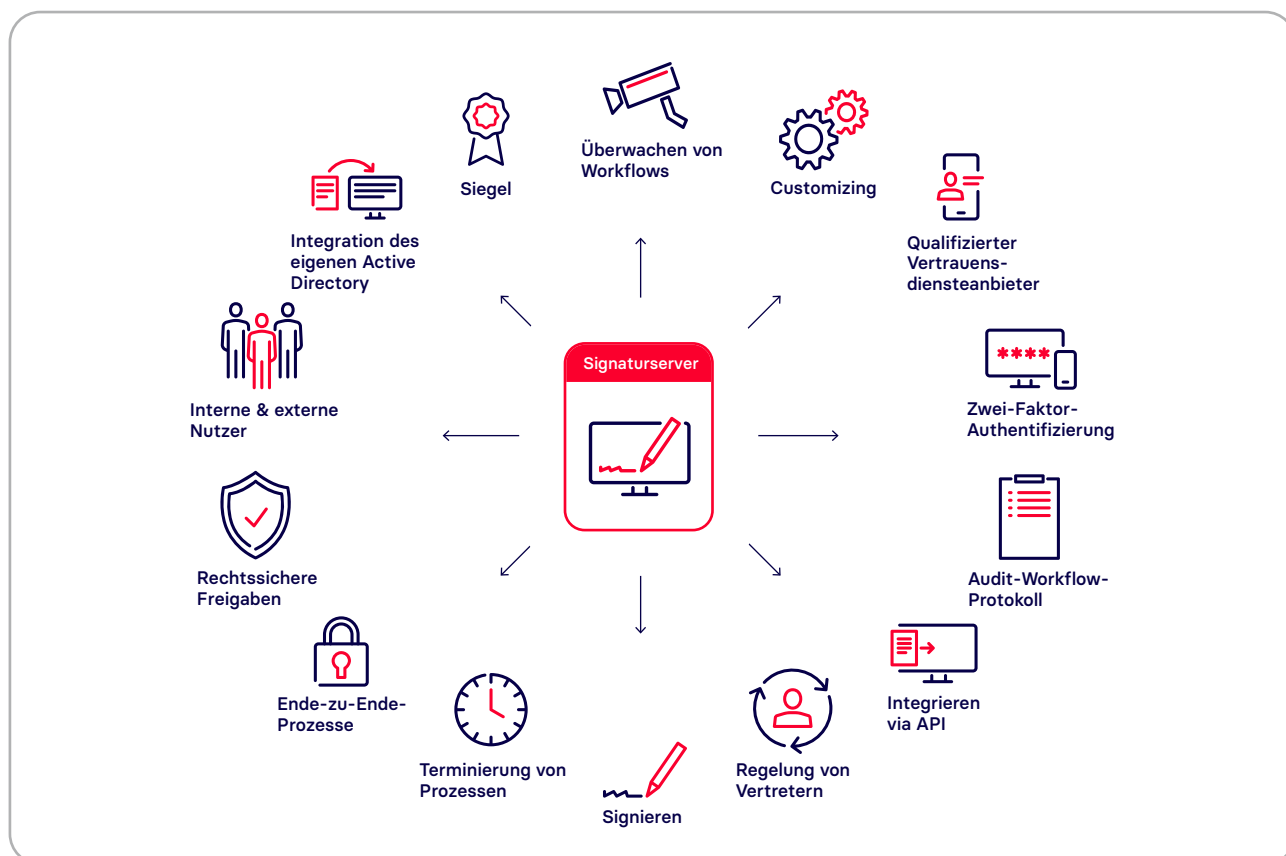 Überwachen von
Workflows
Siegel
Customizing
Integration des
eigenen Active
Directory
Qualifizierter
Vertrauens-
diensteanbieter
Signaturserver
Interne & externe
Nutzer
****
Zwei-Faktor-
Authentifizierung
Rechtssichere
Freigaben
Audit-Workflow-
Protokoll
Ende-zu-Ende-
Prozesse
Integrieren
via API
Terminierung von
Prozessen
Regelung von
Vertretern
Signieren